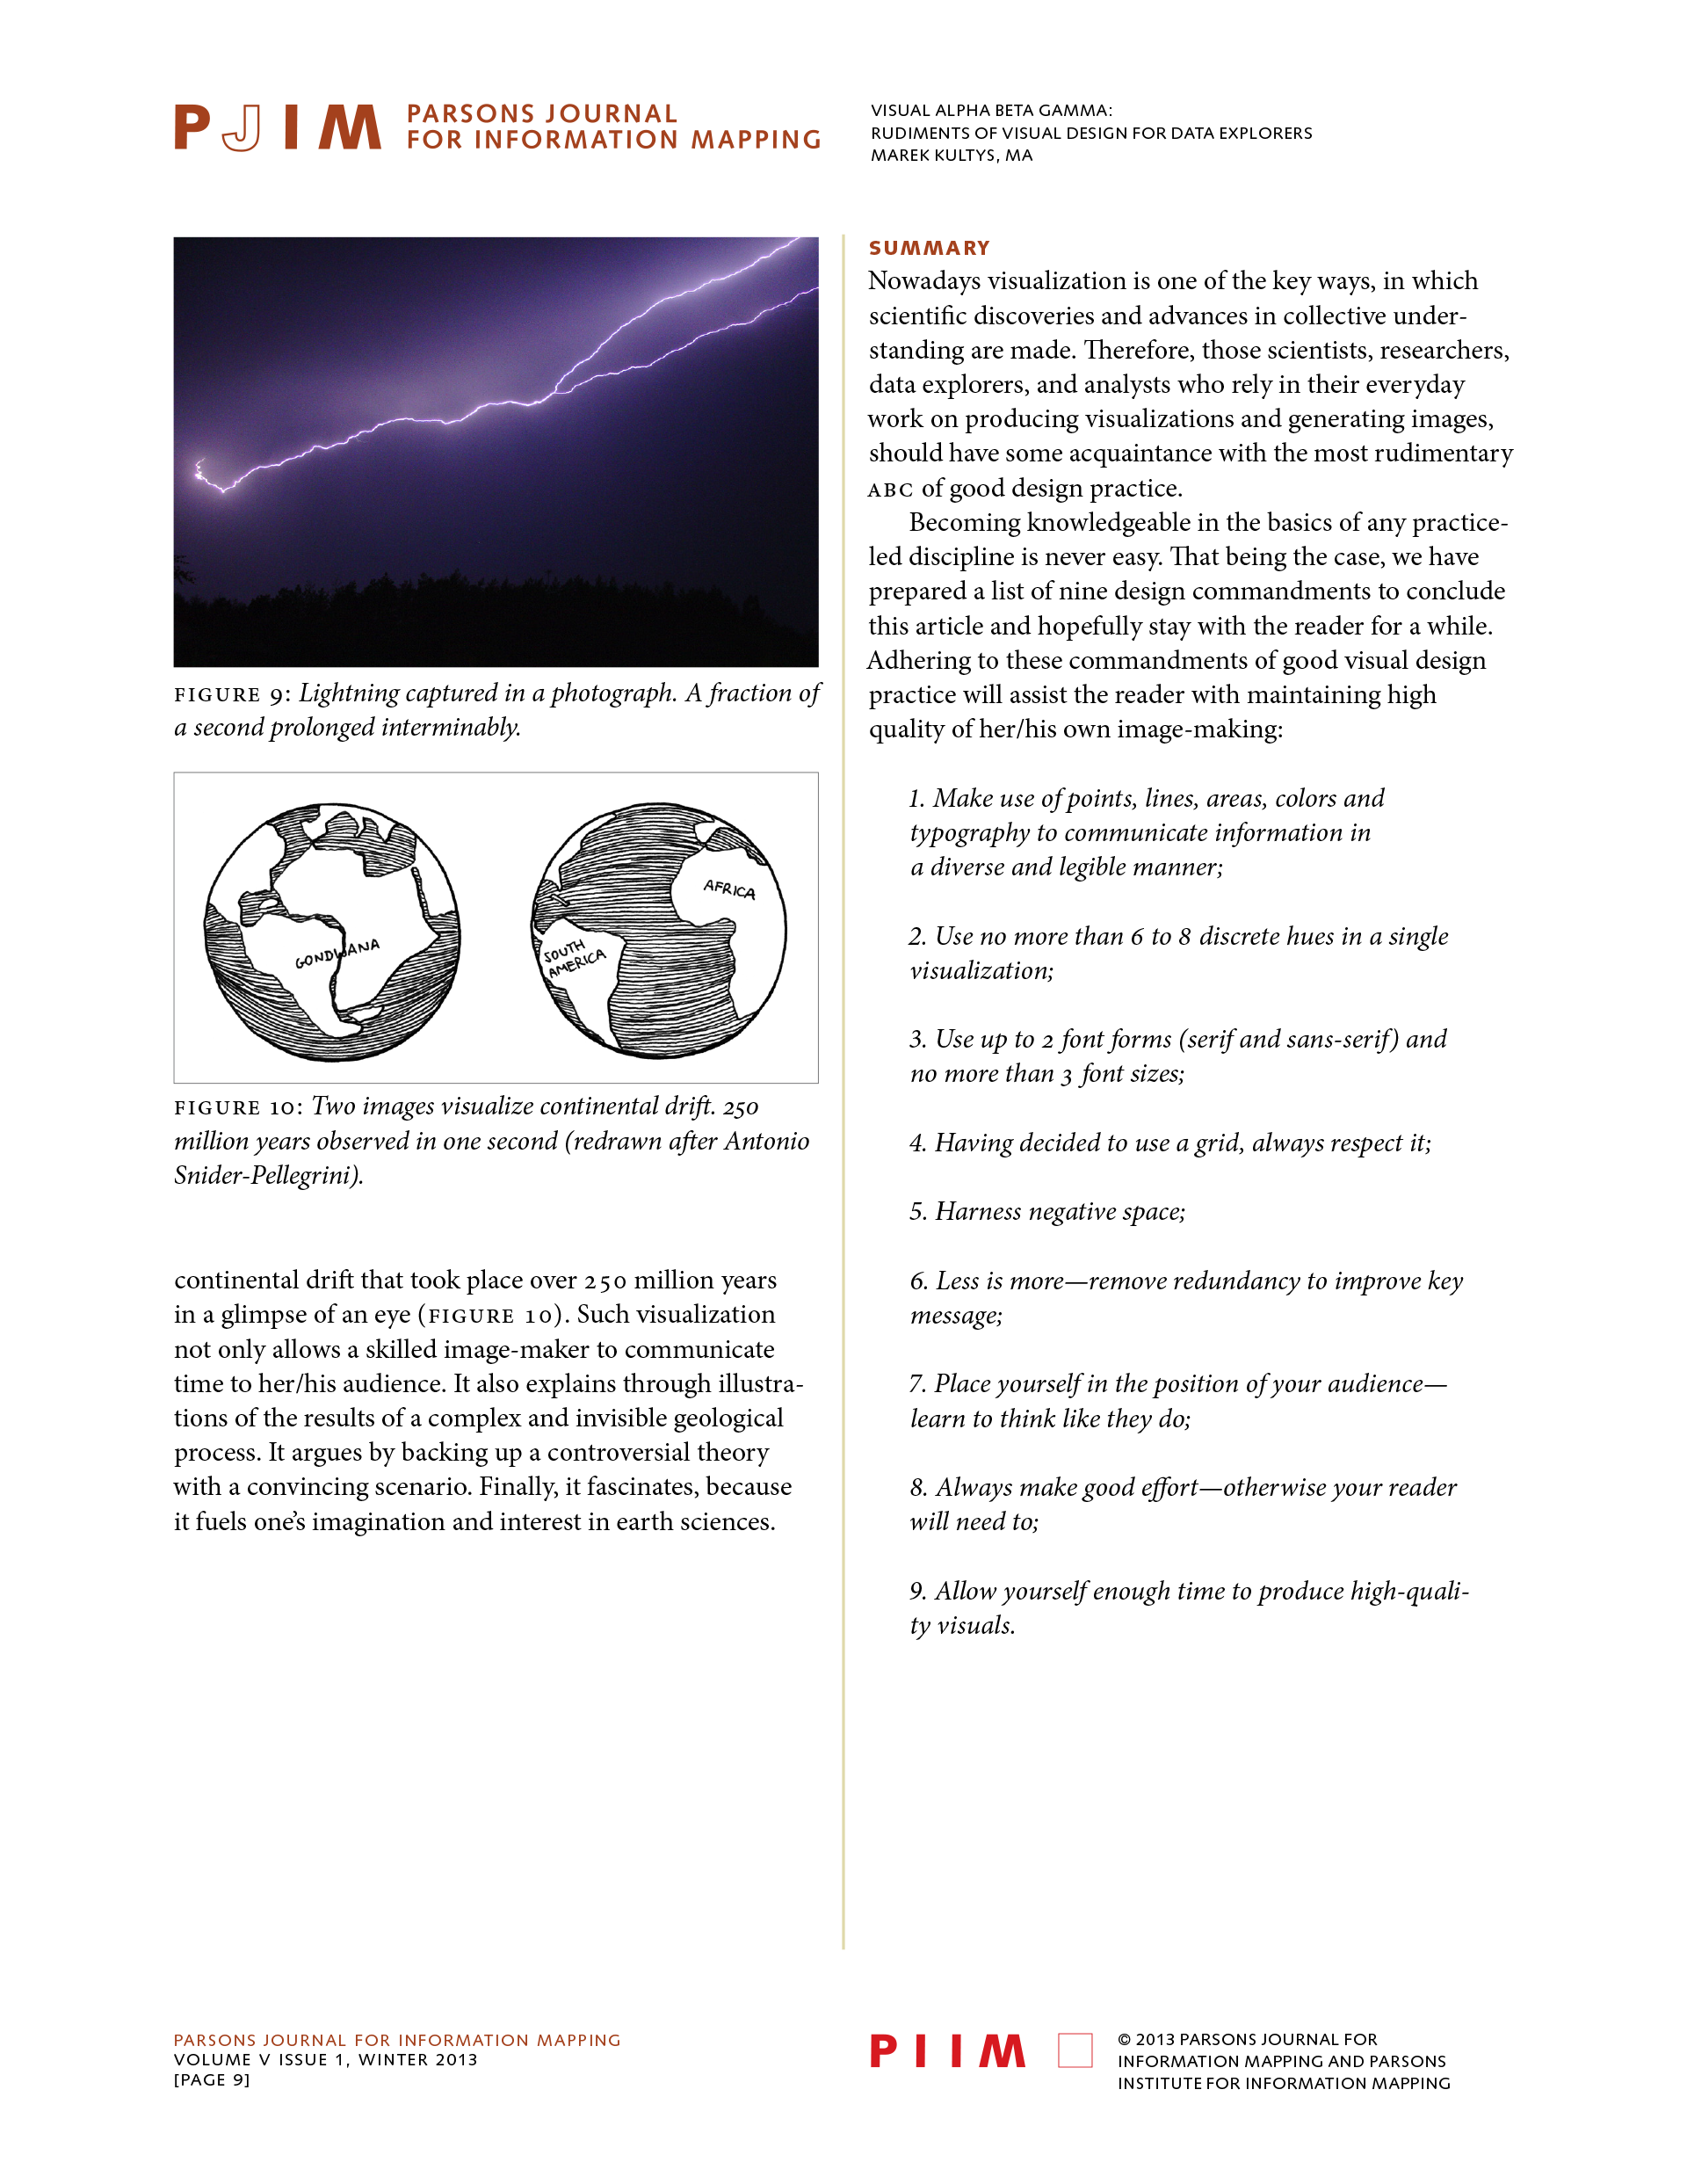 PJIM PARSONS JOURNAL
FOR INFORMATION MAPPING
VISUAL ALPHA BETA GAMMA:
RUDIMENTS OF VISUAL DESIGN FOR DATA EXPLORERS
MAREK KULTYS, MA
FIGURE 9: Lightning captured in a photograph. A fraction of
a second prolonged interminably.
GONDWANA
AFRICA
SOUTH
AMERICA
FIGURE 10: Two images visualize continental drift. 250
million years observed in one second (redrawn after Antonio
Snider-Pellegrini).
continental drift that took place over 250 million years
in a glimpse of an eye (FIGURE 10). Such visualization
not only allows a skilled image-maker to communicate
time to her/his audience. It also explains through illustra-
tions of the results of a complex and invisible geological
process. It argues by backing up a controversial theory
with a convincing scenario. Finally, it fascinates, because
it fuels one’s imagination and interest in earth sciences.
SUMMARY
Nowadays visualization is one of the key ways, in which
scientific discoveries and advances in collective under-
standing are made. Therefore, those scientists, researchers,
data explorers, and analysts who rely in their everyday
work on producing visualizations and generating images,
should have some acquaintance with the most rudimentary
ABC of good design practice.
Becoming knowledgeable in the basics of any practice-
led discipline is never easy. That being the case, we have
prepared a list of nine design commandments to conclude
this article and hopefully stay with the reader for a while.
Adhering to these commandments of good visual design
practice will assist the reader with maintaining high
quality of her/his own image-making:
1. Make use of points, lines, areas, colors and
typography to communicate information in
a diverse and legible manner;
2. Use no more than 6 to 8 discrete hues in a single
visualization;
3. Use up to 2 font forms (serif and sans-serif) and
no more than 3 font sizes;
4. Having decided to use a grid, always respect it;
5. Harness negative space;
6. Less is more—remove redundancy to improve key
message;
7. Place yourself in the position of your audience—
learn to think like they do;
8. Always make good effort—otherwise your reader
will need to;
9. Allow yourself enough time to produce high-quali-
ty visuals.
PARSONS JOURNAL FOR INFORMATION MAPPING
VOLUME V ISSUE 1, WINTER 2013
[PAGE 9]
PIIM
© 2013 PARSONS JOURNAL FOR
INFORMATION MAPPING AND PARSONS
INSTITUTE FOR INFORMATION MAPPING